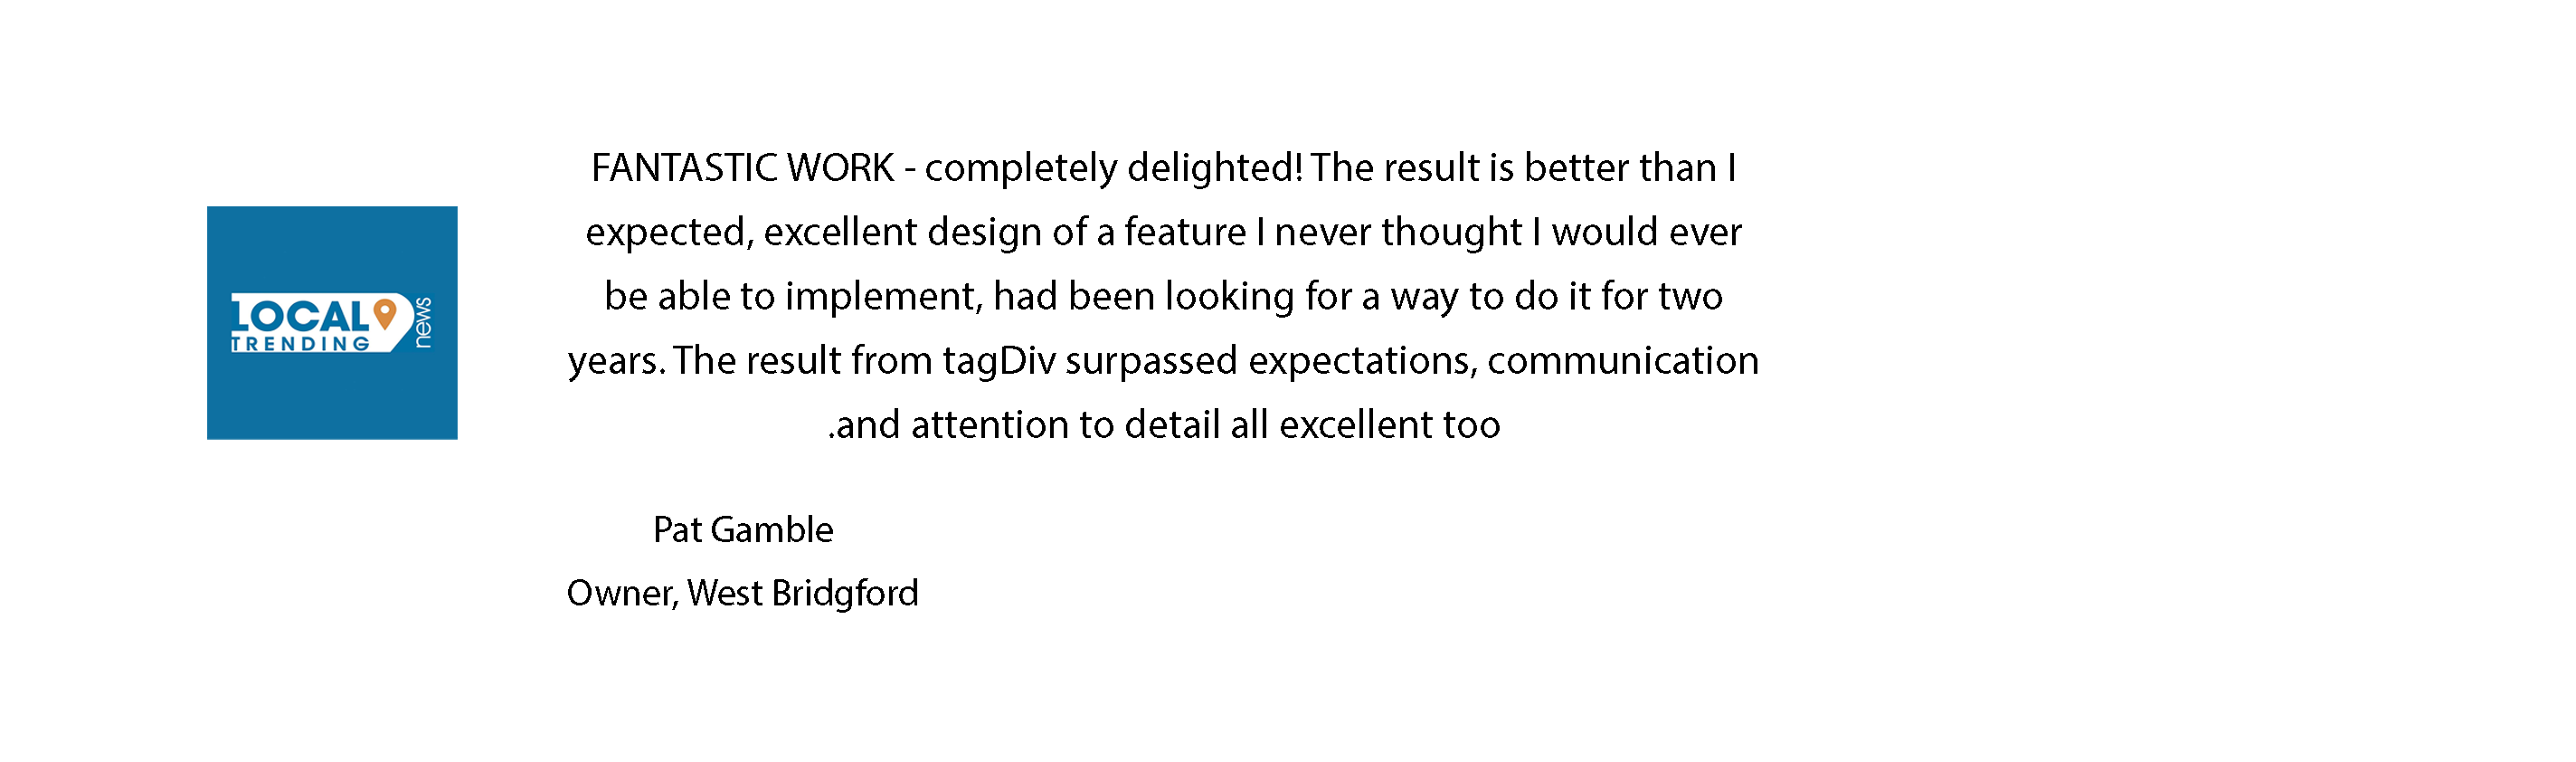 LOCAL
TRENDING
news
FANTASTIC WORK - completely delighted! The result is better than I
expected, excellent design of a feature I never thought I would ever
be able to implement, had been looking for a way to do it for two
years. The result from tagDiv surpassed expectations, communication
.and attention to detail all excellent too
Pat Gamble
Owner, West Bridgford